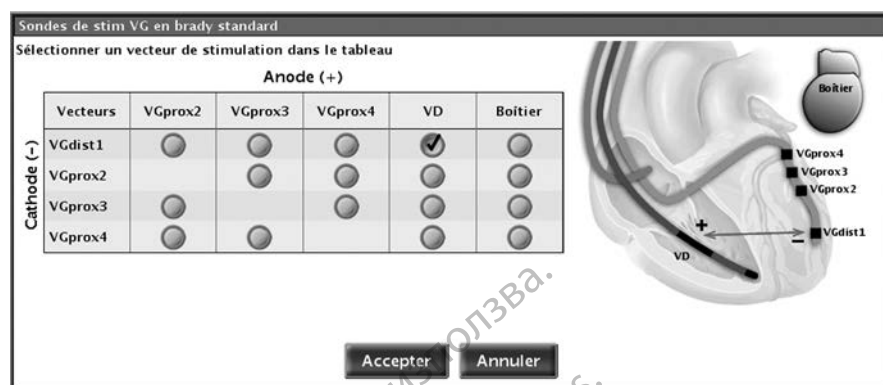 Sondes de stim VG en brady standard
Sélectionner un vecteur de stimulation dans le tableau
Anode (+)
Vecteurs VGprox2 VGprox3 VGprox4 VD Boîtier
Cathode (-)
VGdist1
VGprox2
VGprox3
VGprox4
Boîtier
VGprox4
VGprox3
VGprox2
+
−
VGdist1
VD
Accepter Annuler